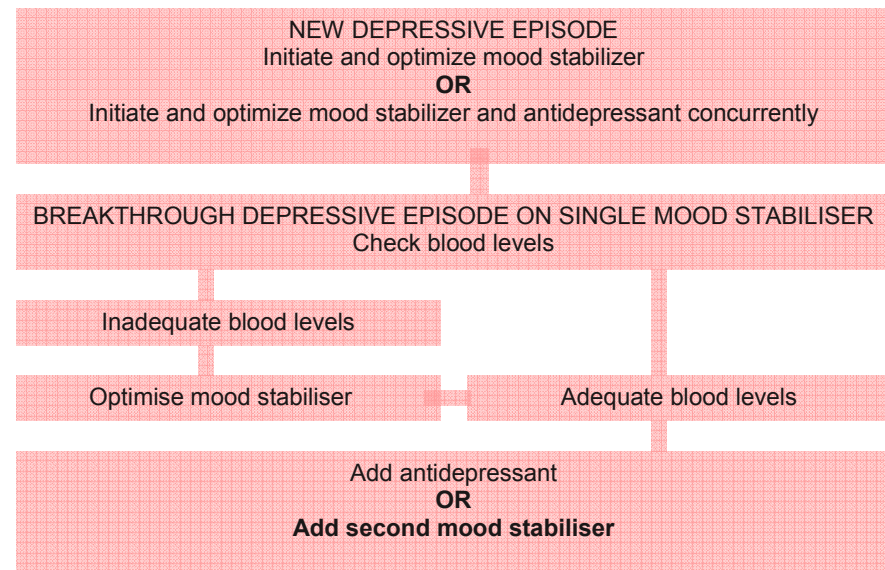 NEW DEPRESSIVE EPISODE
Initiate and optimize mood stabilizer
OR
Initiate and optimize mood stabilizer and antidepressant concurrently
BREAKTHROUGH DEPRESSIVE EPISODE ON SINGLE MOOD STABILISER
Check blood levels
Inadequate blood levels
Optimise mood stabiliser
Adequate blood levels
Add antidepressant
OR
Add second mood stabiliser